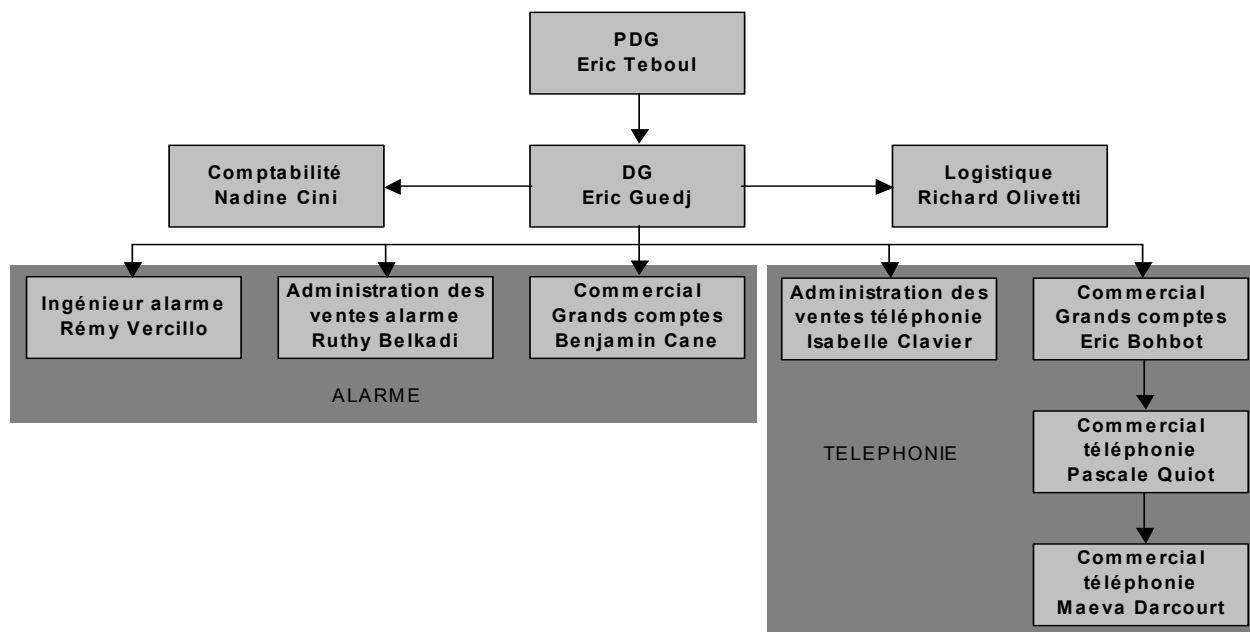 PDG
Eric Teboul
Comptabilité
Nadine Cini
DG
Eric Guedj
Logistique
Richard Olivetti
Ingénieur alarme
Rémy Vercillo
Administration des
ventes alarme
Ruthy Belkadi
Commercial
Grands comptes
Benjamin Cane
Administration des
ventes téléphonie
Isabelle Clavier
Commercial
Grands comptes
Eric Bohbot
ALARME
Commercial
téléphonie
Pascale Quiot
TELEPHONIE
Commercial
téléphonie
Maeva Darcourt